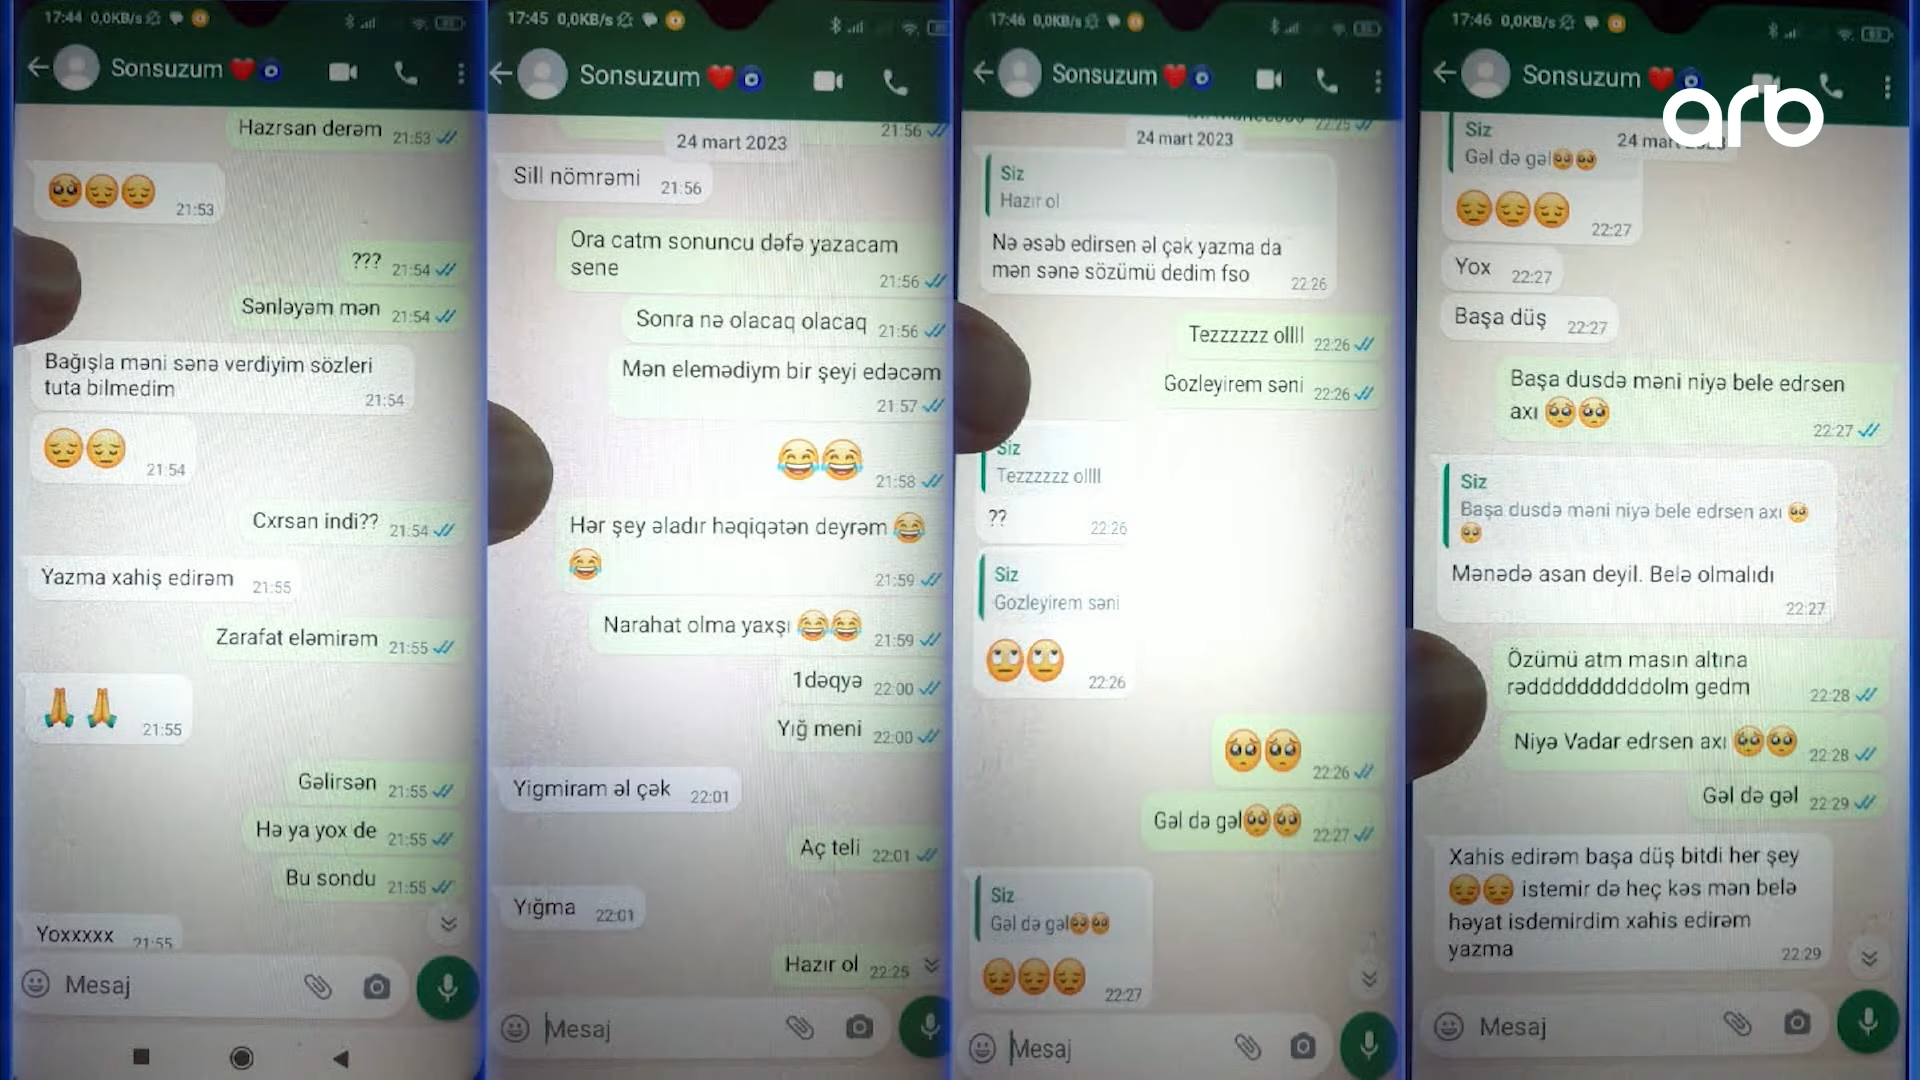 17:44 0,0KB/s
Sonsuzum
Hazrsan derəm 21:53
21:53
??? 21:54
Sənləyəm mən 21:54
Bağışla məni sənə verdiyim sözleri
tuta bilmedim 21:54
21:54
Cxrsan indi?? 21:54
Yazma xahiş edirəm 21:55
Zarafat eləmirəm 21:55
21:55
Gəlirsən 21:55
Hə ya yox de 21:55
Bu sondu 21:55
Yoxxxxx 21:55
Mesaj
17:45 0,0KB/s
Sonsuzum
21:56
24 mart 2023
Sill nömrəmi 21:56
Ora catm sonuncu dəfə yazacam
sene 21:56
Sonra nə olacaq olacaq 21:56
Mən elemədiym bir şeyi edəcəm
21:57
21:58
Hər şey əladır həqiqətən deyrəm
21:59
Narahat olma yaxşı 21:59
1dəqyə 22:00
Yığ meni 22:00
Yigmiram əl çək 22:01
Aç teli 22:01
Yığma 22:01
Hazır ol 22:25
Mesaj
17:46 0,0KB/s
Sonsuzum
22:25
24 mart 2023
Siz
Hazır ol
Nə əsəb edirsen əl çək yazma da
mən sənə sözümü dedim fso 22:26
Tezzzzzz ollll 22:26
Gozleyirem səni 22:26
Siz
Tezzzzzz ollll
?? 22:26
Siz
Gozleyirem səni
22:26
22:26
Gəl də gəl 22:27
Siz
Gəl də gəl
22:27
Mesaj
17:46 0,0KB/s
Sonsuzum
arb
Siz
Gəl də gəl
24 mart 2023
22:27
Yox 22:27
Başa düş 22:27
Başa dusdə məni niyə bele edrsen
axı 22:27
Siz
Başa dusdə məni niyə bele edrsen axı
Mənədə asan deyil. Belə olmalıdı
22:27
Özümü atm masın altına
rəddddddddddolm gedm 22:28
Niyə Vadar edrsen axı 22:28
Gəl də gəl 22:29
Xahis edirəm başa düş bitdi her şey
istemir də heç kəs mən belə
həyat isdemirdim xahis edirəm
yazma 22:29
Mesaj